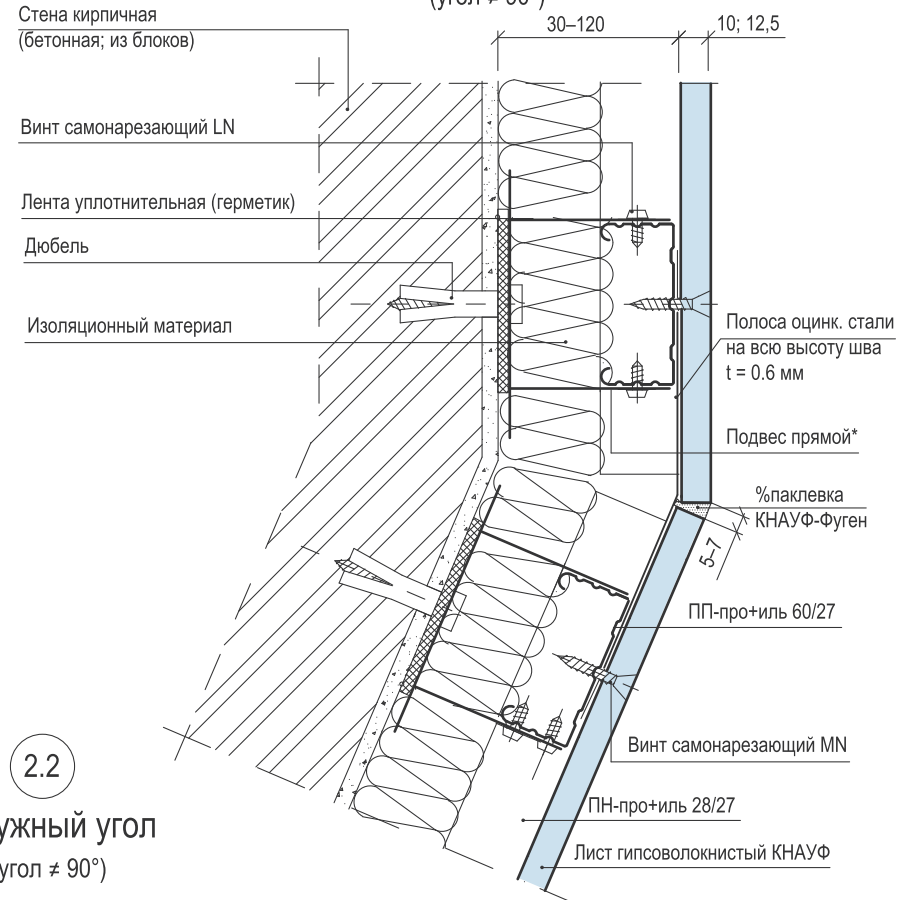 (угол ≠ 90°)
Стена кирпичная
(бетонная; из блоков)
30–120
10; 12,5
Винт самонарезающий LN
Лента уплотнительная (герметик)
Дюбель
Изоляционный материал
Полоса оцинк. стали
на всю высоту шва
t = 0.6 мм
Подвес прямой*
%паклевка
КНАУФ-Фуген
5–7
ПП-про+иль 60/27
Винт самонарезающий MN
ПН-про+иль 28/27
Лист гипсоволокнистый КНАУФ
2.2
ужный угол
угол ≠ 90°)